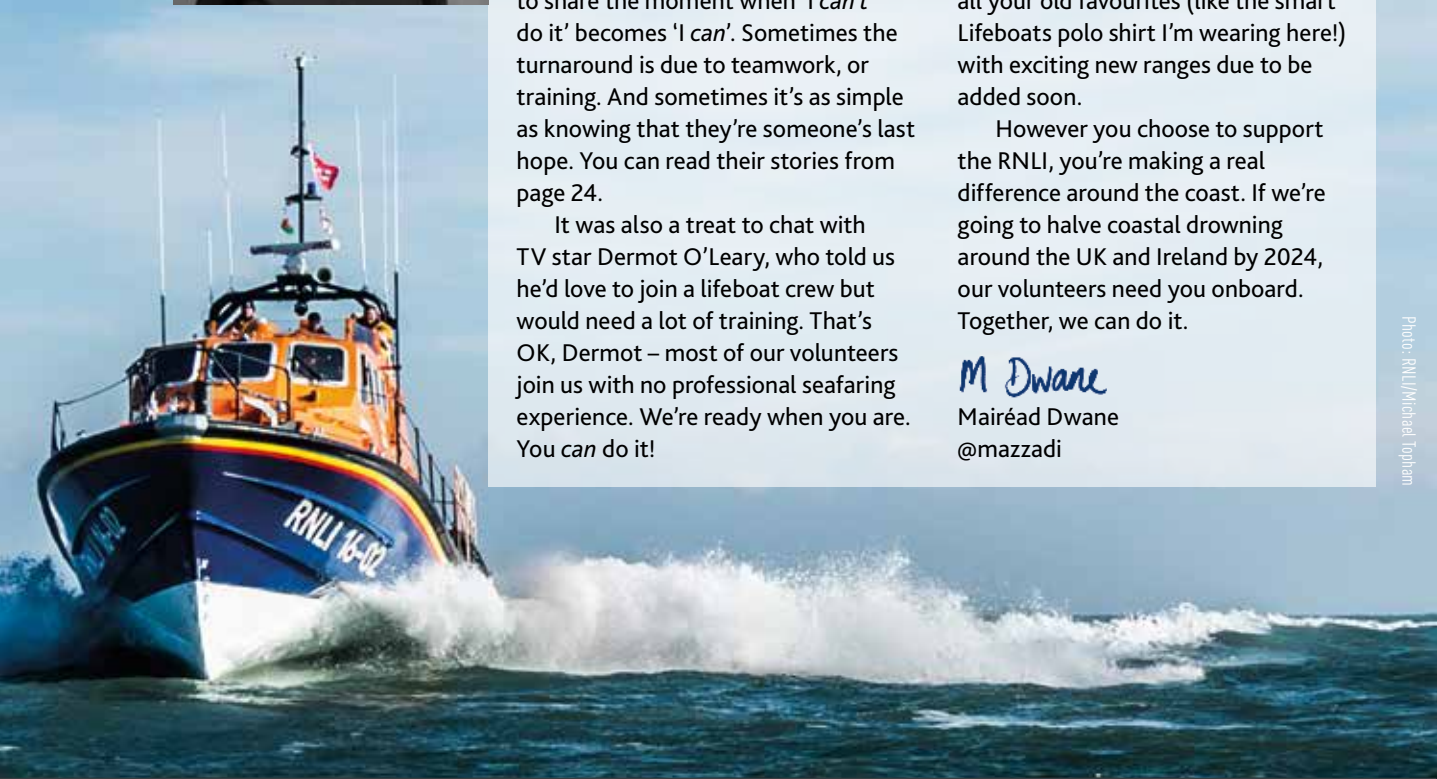 to share the moment when ‘I can’t
do it’ becomes ‘I can’. Sometimes the
turnaround is due to teamwork, or
training. And sometimes it’s as simple
as knowing that they’re someone’s last
hope. You can read their stories from
page 24.
It was also a treat to chat with
TV star Dermot O’Leary, who told us
he’d love to join a lifeboat crew but
would need a lot of training. That’s
OK, Dermot – most of our volunteers
join us with no professional seafaring
experience. We’re ready when you are.
You can do it!
all your old favourites (like the smart
Lifeboats polo shirt I’m wearing here!)
with exciting new ranges due to be
added soon.
However you choose to support
the RNLI, you’re making a real
difference around the coast. If we’re
going to halve coastal drowning
around the UK and Ireland by 2024,
our volunteers need you onboard.
Together, we can do it.
M Dwane
Mairéad Dwane
@mazzadi
Photo: RNLI/Michael Topham
RNLI 16-02